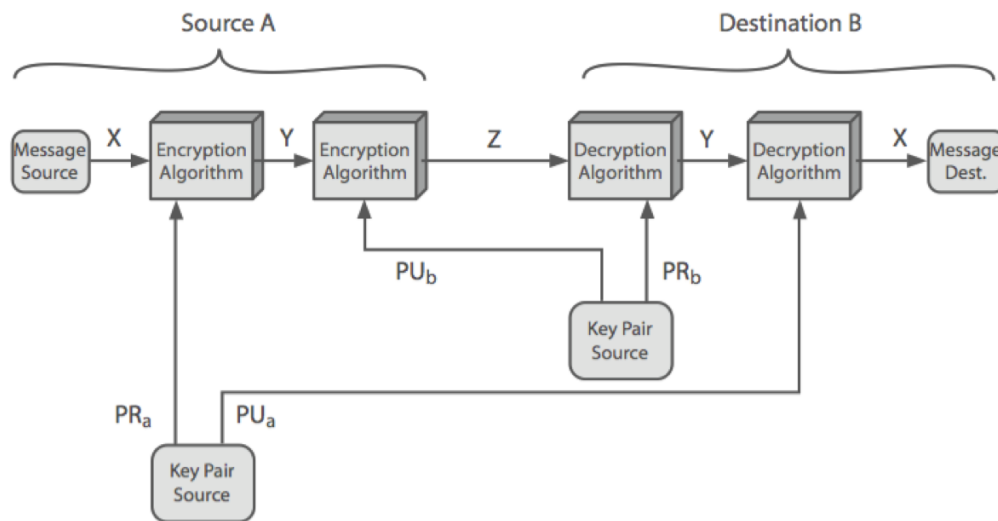 Source A
Destination B
Message
Source
X
Encryption
Algorithm
Y
Encryption
Algorithm
Z
Decryption
Algorithm
Y
Decryption
Algorithm
X
Message
Dest.
PUb
PRb
Key Pair
Source
PRa
PUa
Key Pair
Source